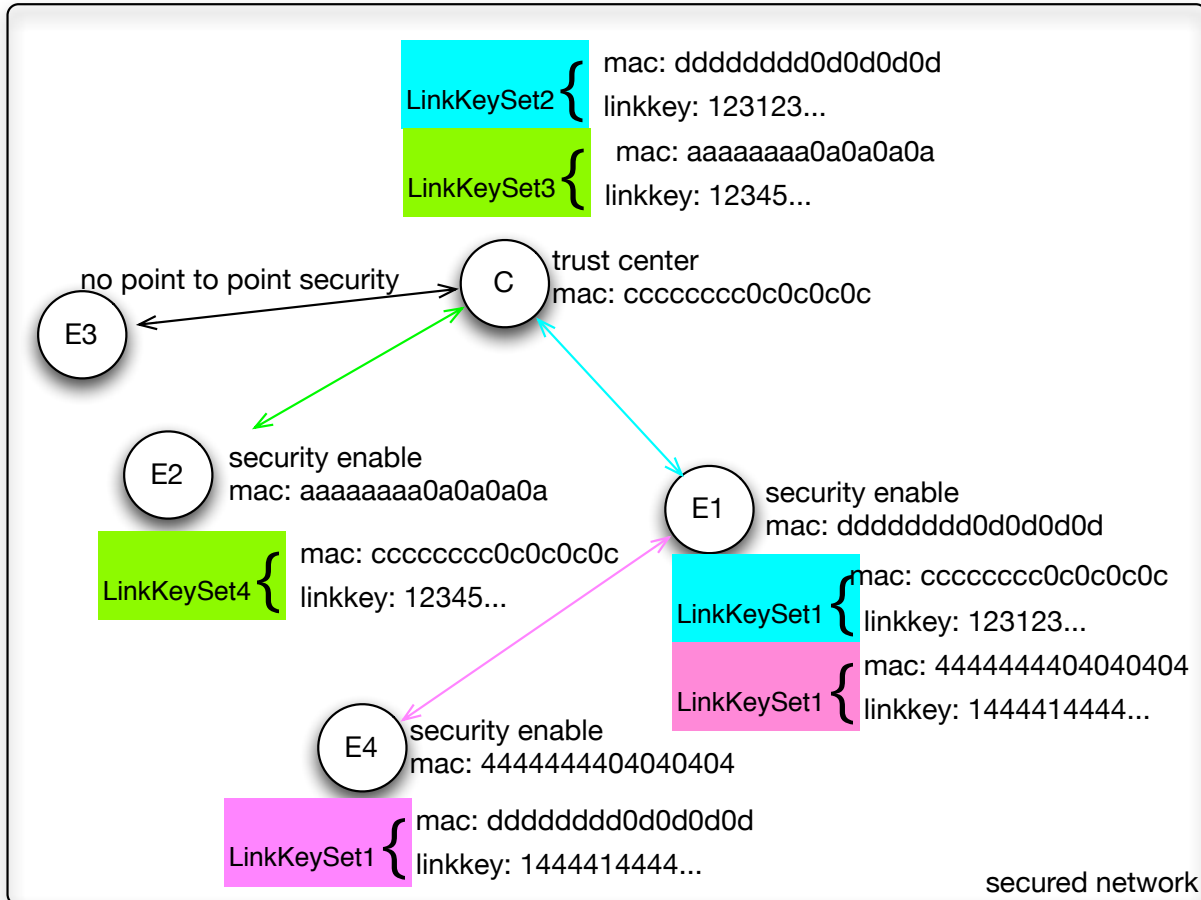 mac: dddddddd0d0d0d0d
LinkKeySet2 {
linkkey: 123123...
mac: aaaaaaaa0a0a0a0a
LinkKeySet3 {
linkkey: 12345...
no point to point security
C
trust center
mac: cccccccc0c0c0c0c
E3
E2
security enable
mac: aaaaaaaa0a0a0a0a
E1
security enable
mac: dddddddd0d0d0d0d
mac: cccccccc0c0c0c0c
LinkKeySet4 {
linkkey: 12345...
mac: cccccccc0c0c0c0c
LinkKeySet1 {
linkkey: 123123...
mac: 4444444404040404
LinkKeySet1 {
linkkey: 1444414444...
E4
security enable
mac: 4444444404040404
mac: dddddddd0d0d0d0d
LinkKeySet1 {
linkkey: 1444414444...
secured network